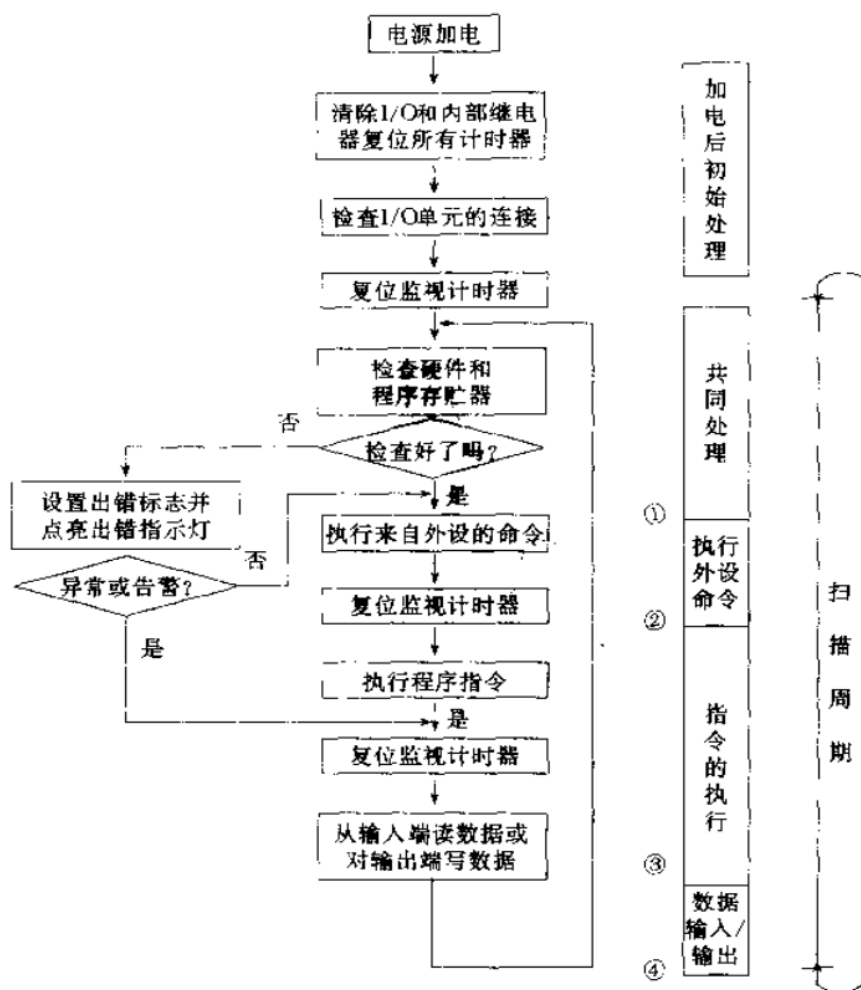 电源加电
清除I/O和内部继电
器复位所有计时器
检查I/O单元的连接
复位监视计时器
检查硬件和
程序存贮器
否
检查好了吗？
设置出错标志并
点亮出错指示灯
是
执行来自外设的命令
否
异常或告警？
复位监视计时器
是
执行程序指令
是
复位监视计时器
从输入端读数据或
对输出端写数据
加
电
后
初
始
处
理
共
同
处
理
①
执行
外设
命令
②
指
令
的
执
行
③
数据
输入/
输出
④
扫
描
周
期